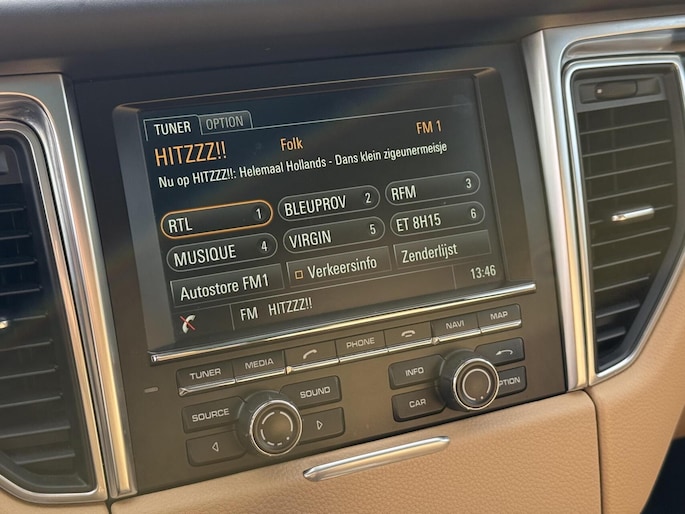 TUNER OPTION
HITZZZ!! Folk FM 1
Nu op HITZZZ!!: Helemaal Hollands - Dans klein zigeunermeisje
RTL 1 BLEUPROV 2 RFM 3
MUSIQUE 4 VIRGIN 5 ET 8H15 6
Autostore FM1 Verkeersinfo Zenderlijst
FM HITZZZ!! 13:46
TUNER MEDIA PHONE NAVI MAP
SOURCE SOUND INFO
CAR OPTION